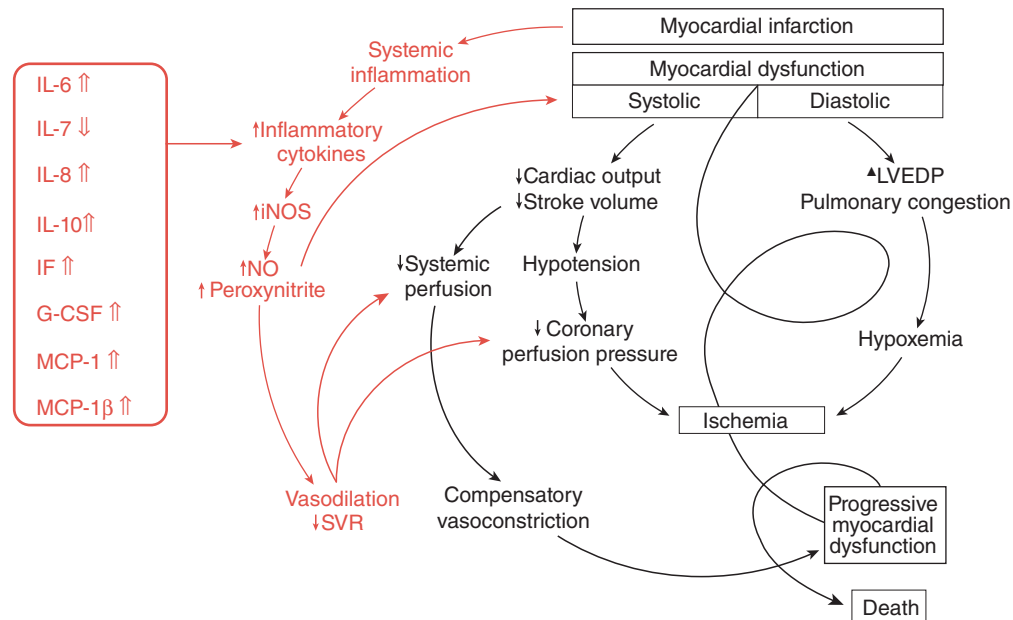 Myocardial infarction
Systemic
inflammation
Myocardial dysfunction
Systolic
Diastolic
IL-6 ⇑
IL-7 ⇓
IL-8 ⇑
IL-10⇑
IF ⇑
G-CSF ⇑
MCP-1 ⇑
MCP-1β ⇑
↑Inflammatory
cytokines
↑iNOS
↑NO
↑ Peroxynitrite
↓Cardiac output
↓Stroke volume
▲LVEDP
Pulmonary congestion
↓Systemic
perfusion
Hypotension
↓ Coronary
perfusion pressure
Hypoxemia
Ischemia
Vasodilation
↓SVR
Compensatory
vasoconstriction
Progressive
myocardial
dysfunction
Death